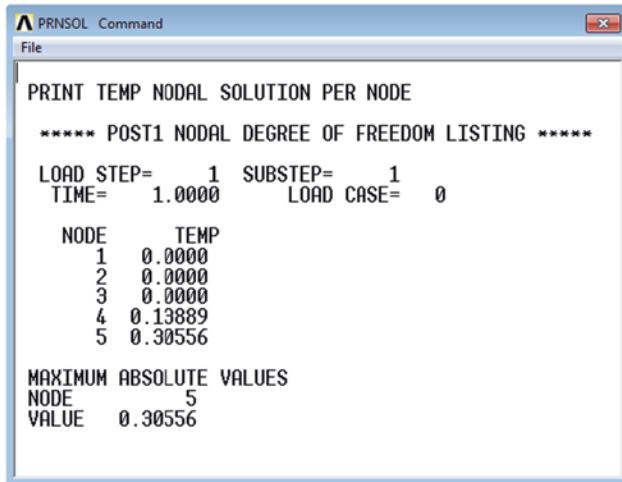 PRNSOL Command
File
PRINT TEMP NODAL SOLUTION PER NODE
***** POST1 NODAL DEGREE OF FREEDOM LISTING *****
LOAD STEP= 1 SUBSTEP= 1
TIME= 1.0000 LOAD CASE= 0
NODE TEMP
1 0.0000
2 0.0000
3 0.0000
4 0.13889
5 0.30556
MAXIMUM ABSOLUTE VALUES
NODE 5
VALUE 0.30556